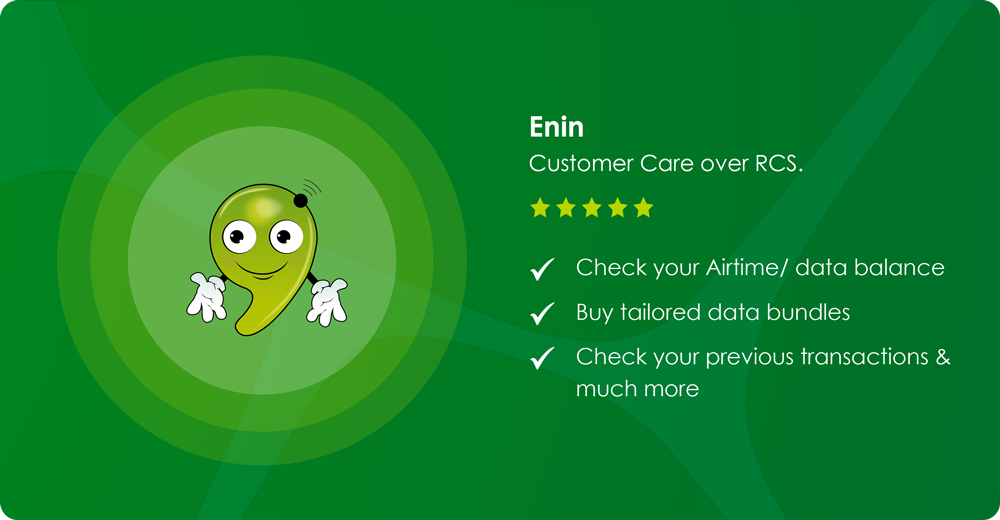 Enin
Customer Care over RCS.
Check your Airtime/ data balance
Buy tailored data bundles
Check your previous transactions &
much more